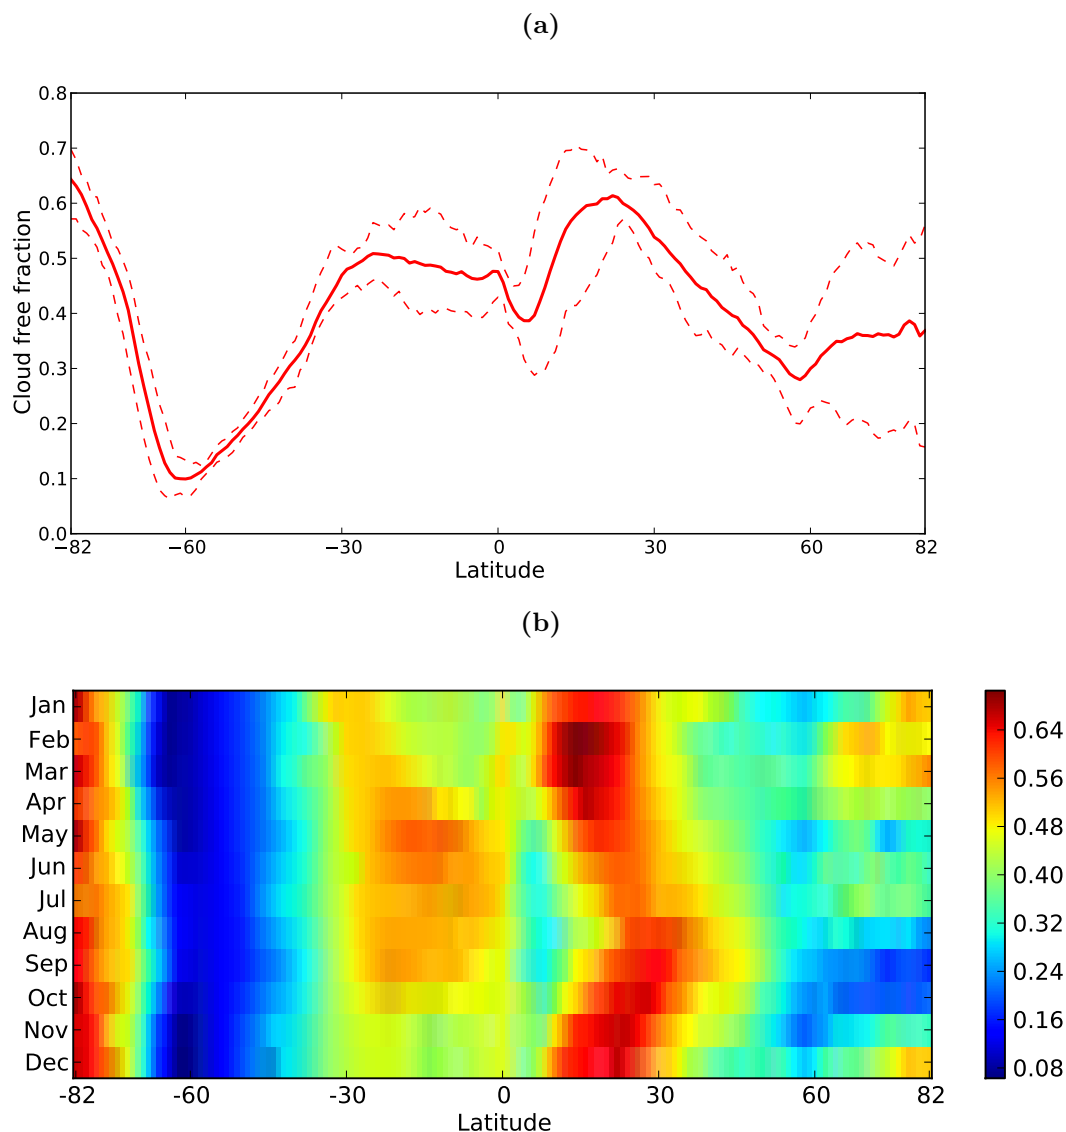 (a)
0.8
0.7
0.6
0.5
0.4
0.3
0.2
0.1
0.0
Cloud free fraction
−82 −60 −30 0 30 60 82
Latitude
(b)
Jan
Feb
Mar
Apr
May
Jun
Jul
Aug
Sep
Oct
Nov
Dec
-82 -60 -30 0 30 60 82
Latitude
0.64
0.56
0.48
0.40
0.32
0.24
0.16
0.08